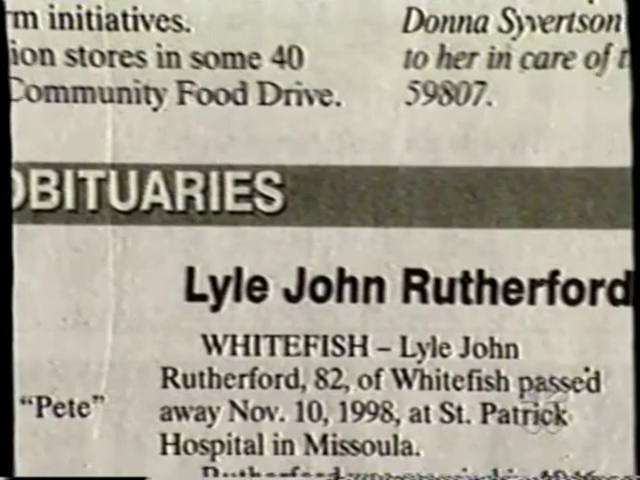 m initiatives.
ion stores in some 40
Community Food Drive.
Donna Syvertson
to her in care of t
59807.
OBITUARIES
"Pete"
Lyle John Rutherford
WHITEFISH – Lyle John
Rutherford, 82, of Whitefish passed
away Nov. 10, 1998, at St. Patrick
Hospital in Missoula.